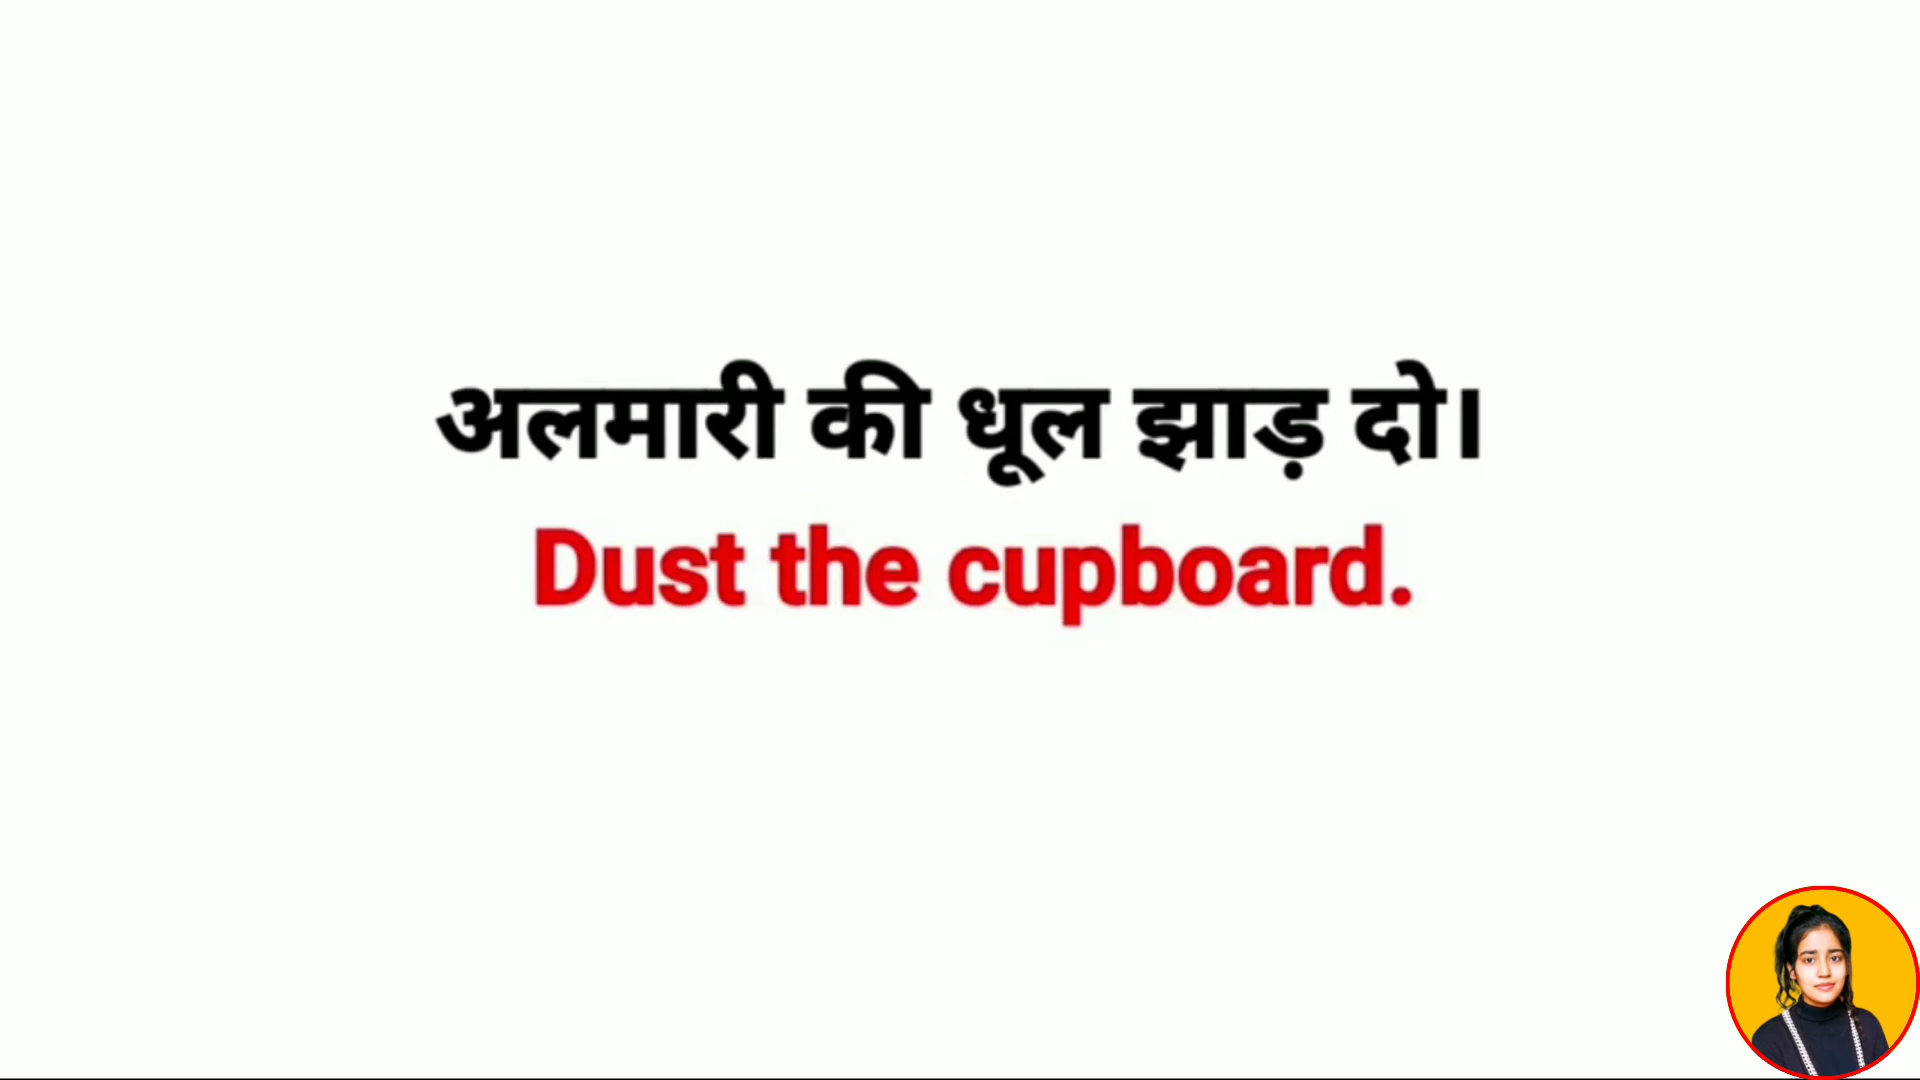 अलमारी की धूल झाड़ दो।
Dust the cupboard.